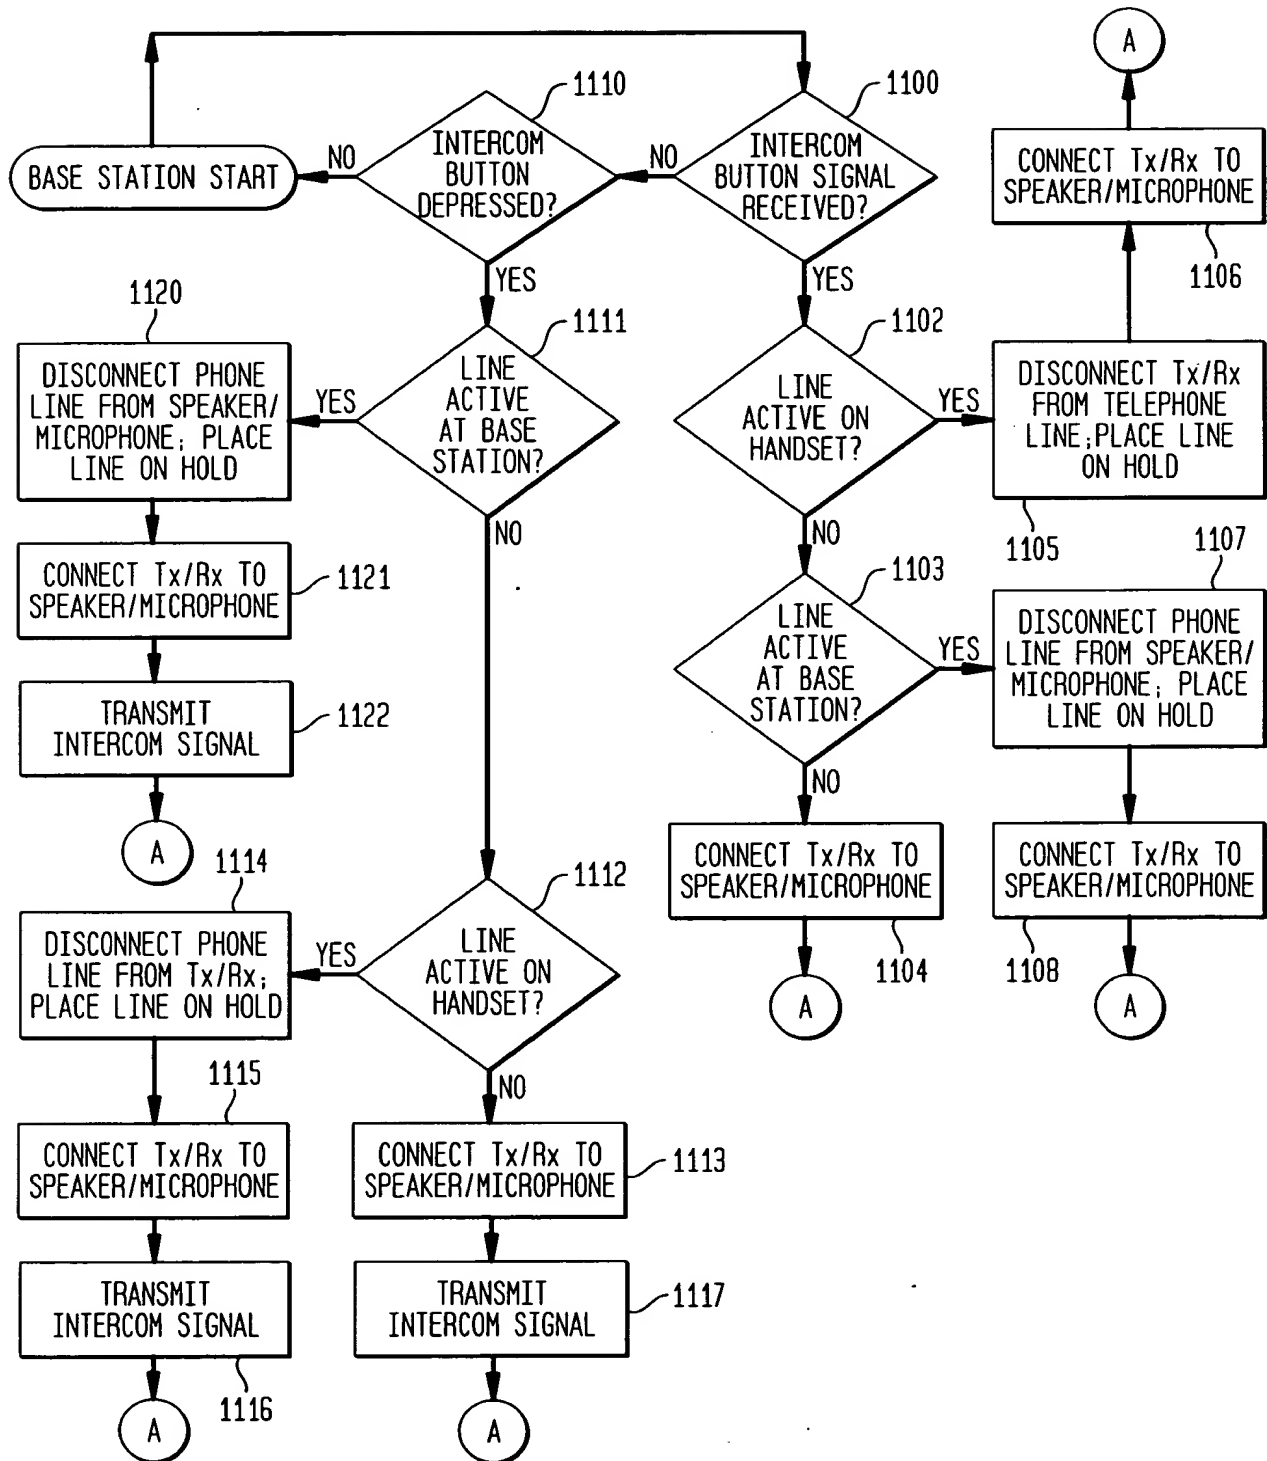 A
1110
1100
BASE STATION START
NO
INTERCOM
BUTTON
DEPRESSED?
NO
INTERCOM
BUTTON SIGNAL
RECEIVED?
CONNECT Tx/Rx TO
SPEAKER/MICROPHONE
1106
YES
YES
1120
1111
1102
DISCONNECT PHONE
LINE FROM SPEAKER/
MICROPHONE; PLACE
LINE ON HOLD
YES
LINE
ACTIVE
AT BASE
STATION?
LINE
ACTIVE ON
HANDSET?
YES
DISCONNECT Tx/Rx
FROM TELEPHONE
LINE;PLACE LINE
ON HOLD
NO
NO
1105
1107
CONNECT Tx/Rx TO
SPEAKER/MICROPHONE
1121
1103
LINE
ACTIVE
AT BASE
STATION?
YES
DISCONNECT PHONE
LINE FROM SPEAKER/
MICROPHONE; PLACE
LINE ON HOLD
TRANSMIT
INTERCOM SIGNAL
1122
NO
A
CONNECT Tx/Rx TO
SPEAKER/MICROPHONE
1104
CONNECT Tx/Rx TO
SPEAKER/MICROPHONE
1108
A
A
1114
1112
DISCONNECT PHONE
LINE FROM Tx/Rx;
PLACE LINE ON HOLD
YES
LINE
ACTIVE ON
HANDSET?
1115
NO
CONNECT Tx/Rx TO
SPEAKER/MICROPHONE
CONNECT Tx/Rx TO
SPEAKER/MICROPHONE
1113
TRANSMIT
INTERCOM SIGNAL
1116
TRANSMIT
INTERCOM SIGNAL
1117
A
A